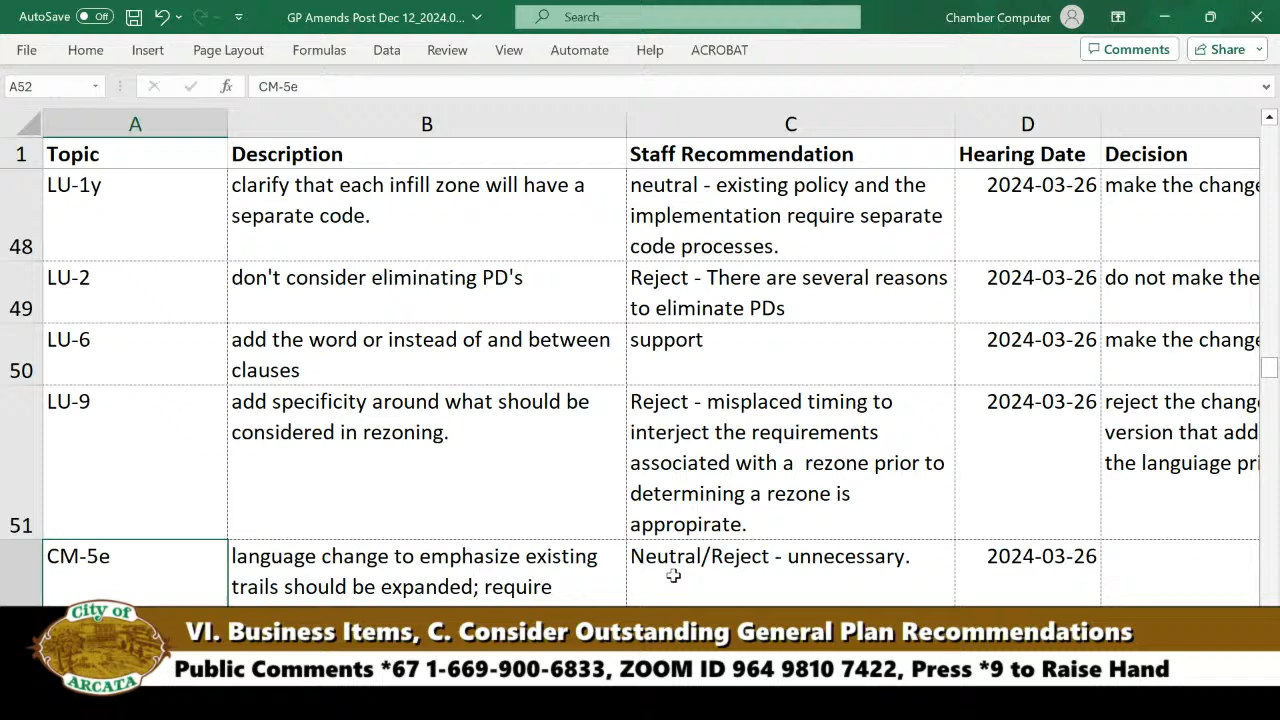 AutoSave Off GP Amends Post Dec 12_2024.0... Search Chamber Computer
File Home Insert Page Layout Formulas Data Review View Automate Help ACROBAT Comments Share
A52 fx CM-5e
A B C D
1 Topic Description Staff Recommendation Hearing Date Decision
LU-1y clarify that each infill zone will have a neutral - existing policy and the 2024-03-26 make the change
separate code. implementation require separate
48 code processes.
LU-2 don't consider eliminating PD's Reject - There are several reasons 2024-03-26 do not make the
49 to eliminate PDs
LU-6 add the word or instead of and between support 2024-03-26 make the change
50 clauses
LU-9 add specificity around what should be Reject - misplaced timing to 2024-03-26 reject the chang
considered in rezoning. interject the requirements version that add
associated with a rezone prior to the languiage pri
determining a rezone is
51 appropirate.
CM-5e language change to emphasize existing Neutral/Reject - unnecessary. 2024-03-26
trails should be expanded; require
City of
ARCATA
VI. Business Items, C. Consider Outstanding General Plan Recommendations
Public Comments *67 1-669-900-6833, ZOOM ID 964 9810 7422, Press *9 to Raise Hand